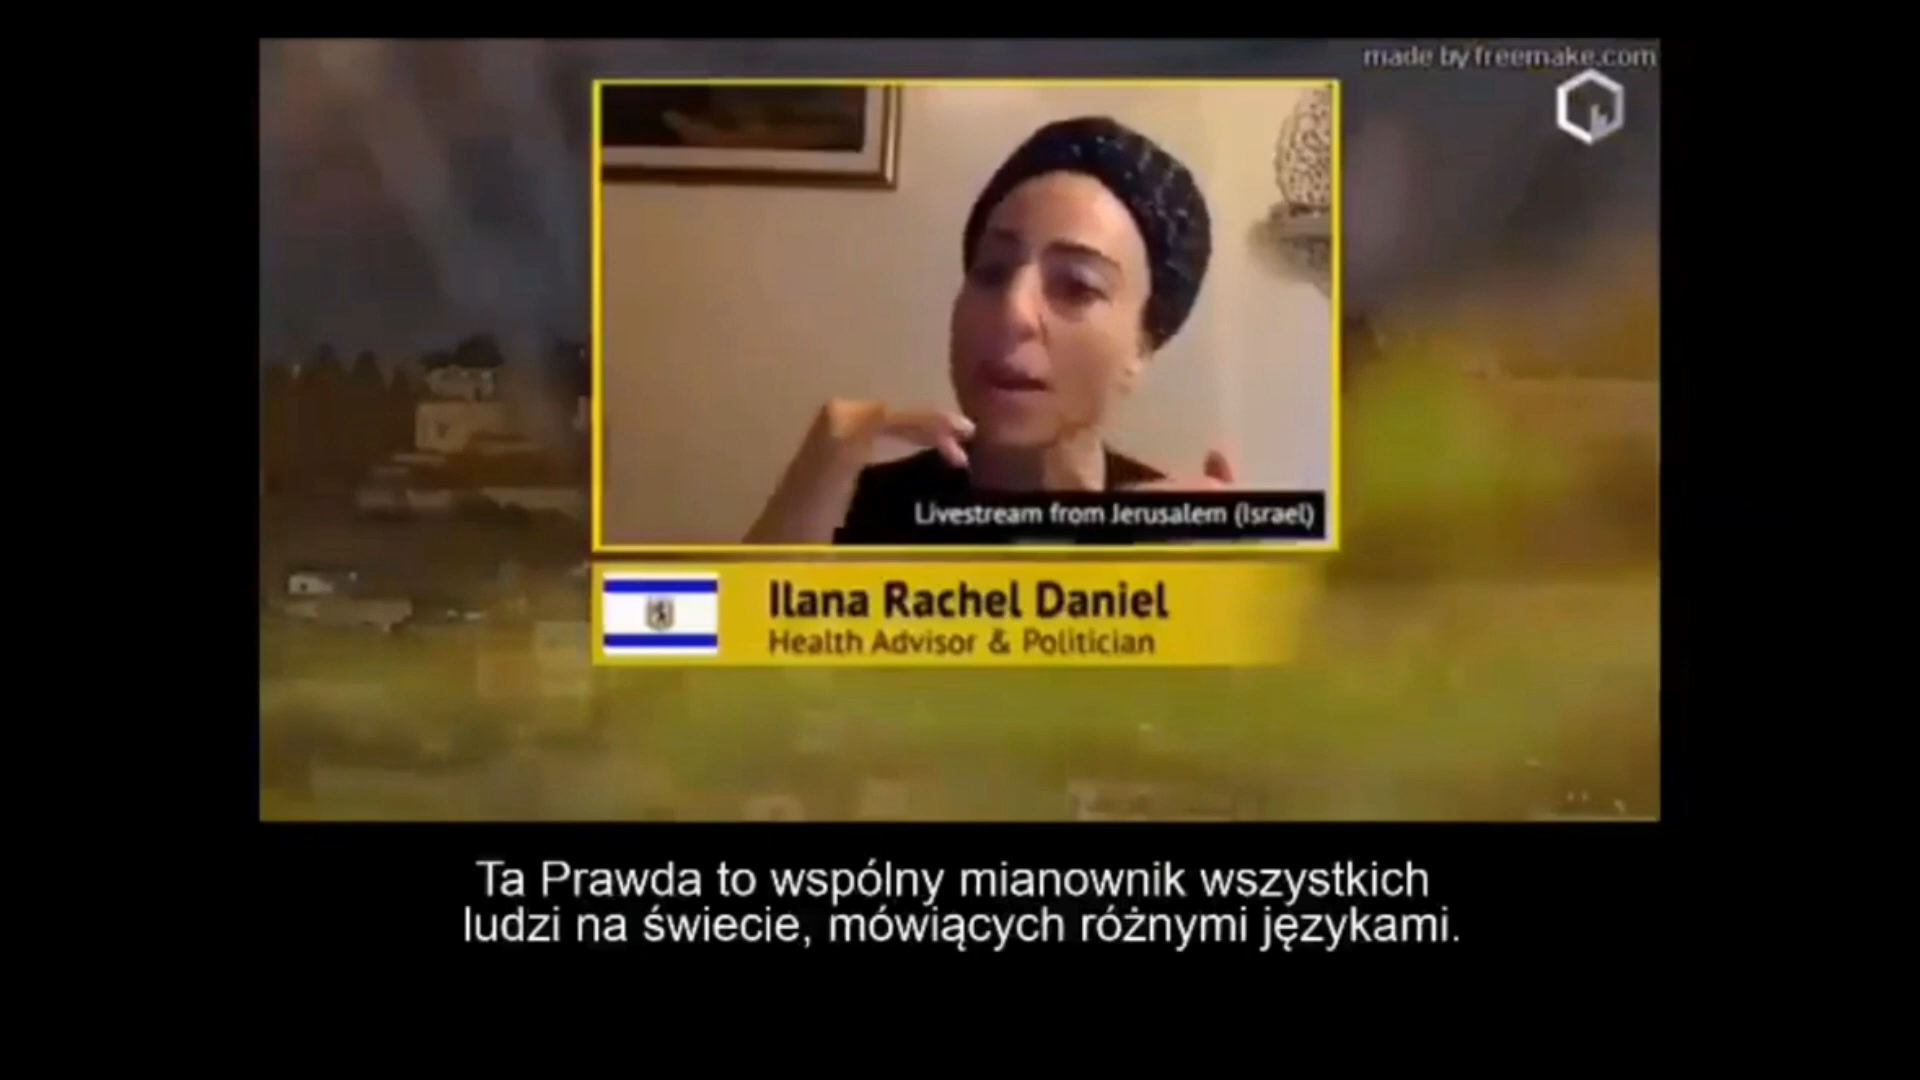 made by freemake.com
Livestream from Jerusalem (Israel)
Ilana Rachel Daniel
Health Advisor & Politician
Ta Prawda to wspólny mianownik wszystkich
ludzi na świecie, mówiących różnymi językami.